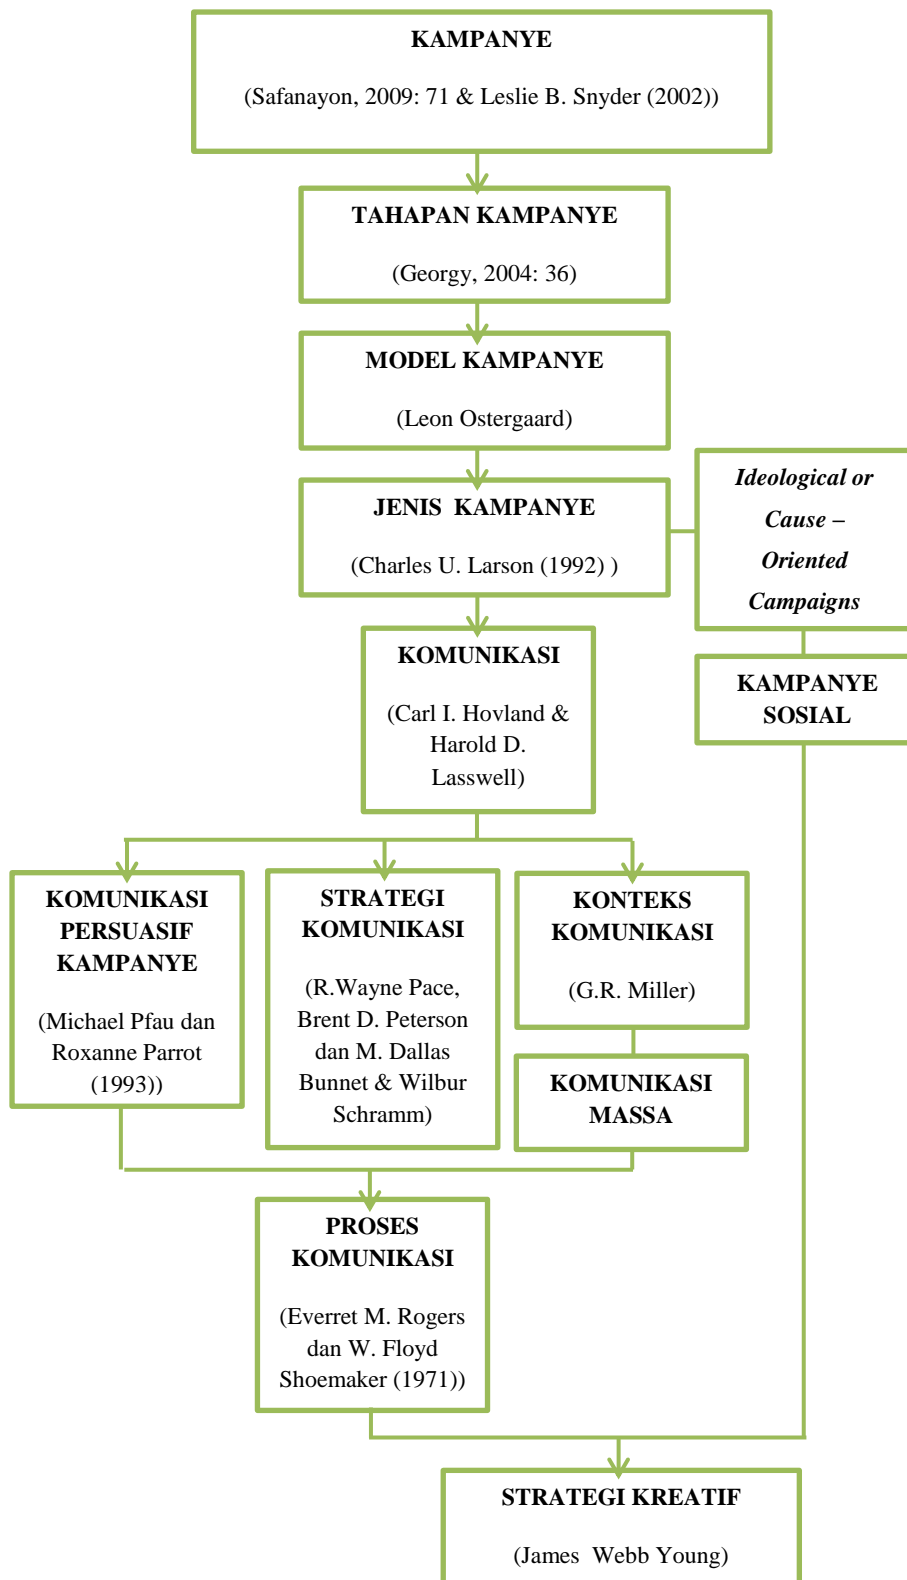 KAMPANYE
(Safanayon, 2009: 71 & Leslie B. Snyder (2002))
TAHAPAN KAMPANYE
(Georgy, 2004: 36)
MODEL KAMPANYE
(Leon Ostergaard)
JENIS  KAMPANYE
(Charles U. Larson (1992) )
Ideological or
Cause –
Oriented
Campaigns
KAMPANYE
SOSIAL
KOMUNIKASI
(Carl I. Hovland &
Harold D.
Lasswell)
KOMUNIKASI
PERSUASIF
KAMPANYE
(Michael Pfau dan
Roxanne Parrot
(1993))
STRATEGI
KOMUNIKASI
(R.Wayne Pace,
Brent D. Peterson
dan M. Dallas
Bunnet & Wilbur
Schramm)
KONTEKS
KOMUNIKASI
(G.R. Miller)
KOMUNIKASI
MASSA
PROSES
KOMUNIKASI
(Everret M. Rogers
dan W. Floyd
Shoemaker (1971))
STRATEGI KREATIF
(James  Webb Young)